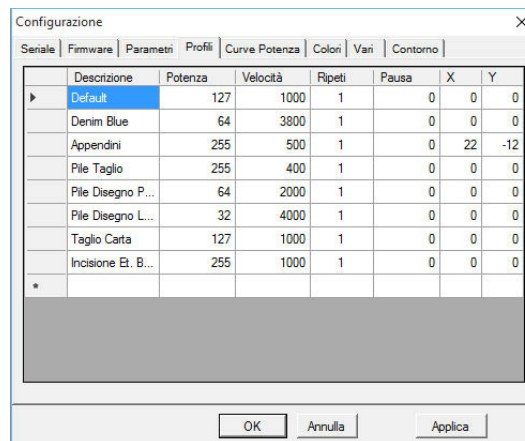 Configurazione
Seriale Firmware Parametri Profili Curve Potenza Colori Vari Contorno
Descrizione Potenza Velocità Ripeti Pausa X Y
Default 127 1000 1 0 0 0
Denim Blue 64 3800 1 0 0 0
Appendini 255 500 1 0 22 -12
Pile Taglio 255 400 1 0 0 0
Pile Disegno P... 64 2000 1 0 0 0
Pile Disegno L... 32 4000 1 0 0 0
Taglio Carta 127 1000 1 0 0 0
Incisione Et. B... 255 1000 1 0 0 0
*
OK Annulla Applica